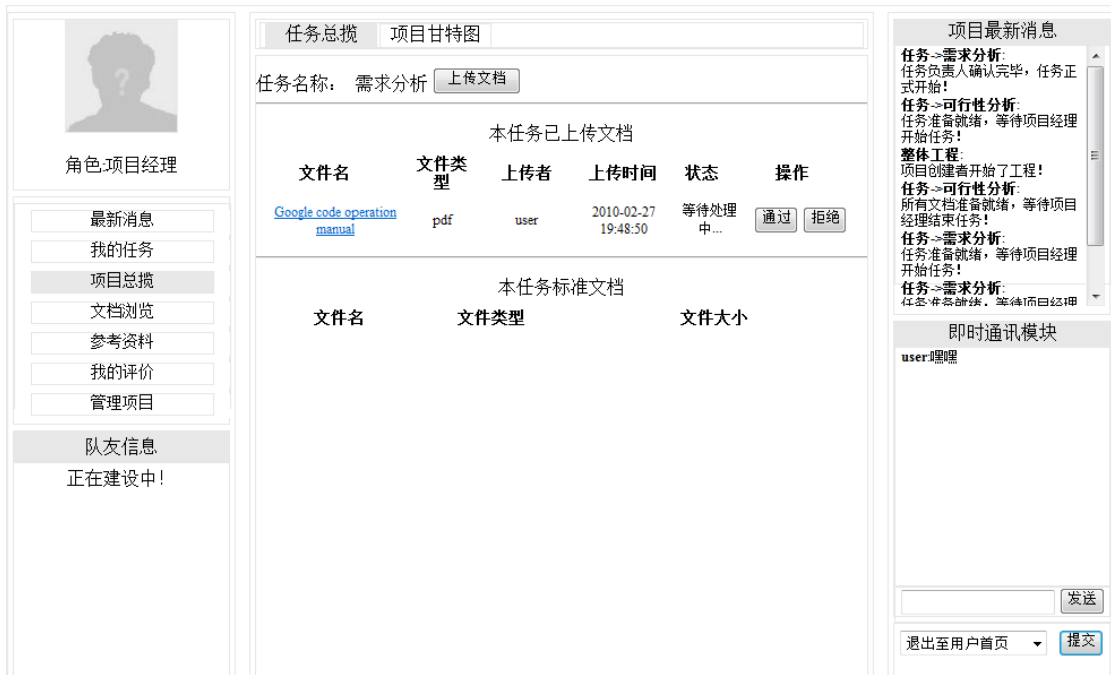 角色:项目经理
最新消息
我的任务
项目总揽
文档浏览
参考资料
我的评价
管理项目
队友信息
正在建设中!
任务总揽 项目甘特图
任务名称: 需求分析 上传文档
本任务已上传文档
文件名 文件类型 上传者 上传时间 状态 操作
Google code operation manual pdf user 2010-02-27 19:48:50 等待处理中... 通过 拒绝
本任务标准文档
文件名 文件类型 文件大小
项目最新消息
任务->需求分析:
任务负责人确认完毕，任务正
式开始!
任务->可行性分析:
任务准备就绪，等待项目经理
开始任务!
整体工程:
项目创建者开始了工程!
任务->可行性分析:
所有文档准备就绪，等待项目
经理结束任务!
任务->需求分析:
任务准备就绪，等待项目经理
开始任务!
任务->需求分析:
任务准备就绪，等待项目经理
即时通讯模块
user:嘿嘿
发送
退出至用户首页 提交